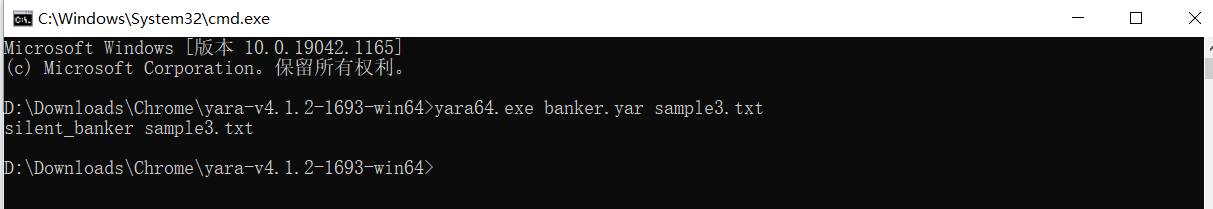 C:\Windows\System32\cmd.exe
Microsoft Windows [版本 10.0.19042.1165]
(c) Microsoft Corporation。保留所有权利。
D:\Downloads\Chrome\yara-v4.1.2-1693-win64>yara64.exe banker.yar sample3.txt
silent_banker sample3.txt
D:\Downloads\Chrome\yara-v4.1.2-1693-win64>